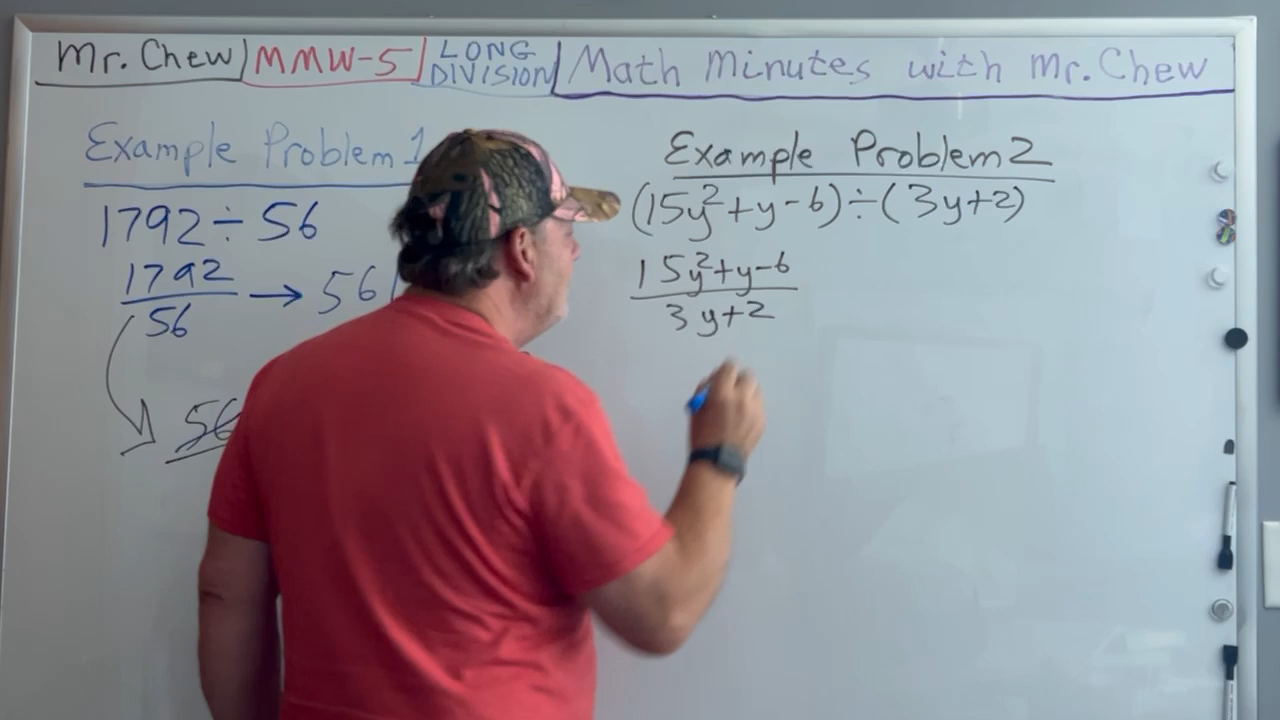 Mr. Chew MMW-5 LONG DIVISION Math Minutes with Mr. Chew
Example Problem 1
1792 ÷ 56
1792
56
→ 56
56
Example Problem 2
(15y²+y-6)÷(3y+2)
15y²+y-6
3y+2